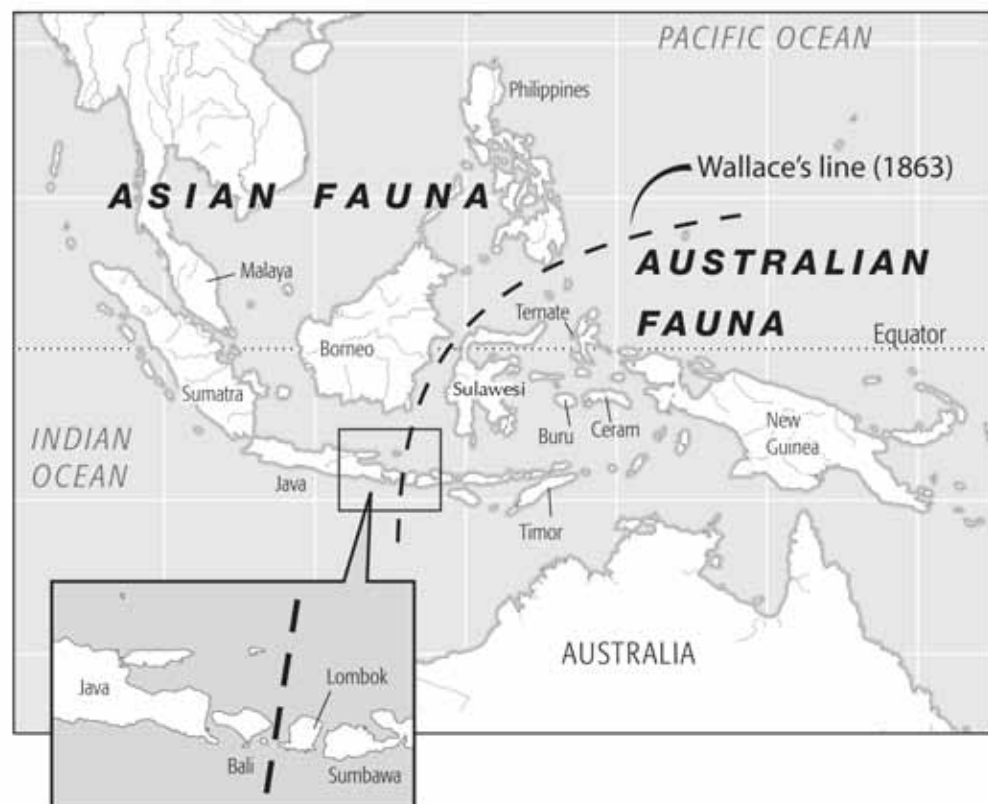 PACIFIC OCEAN
Philippines
Wallace's line (1863)
ASIAN FAUNA
AUSTRALIAN
FAUNA
Malaya
Ternate
Equator
Borneo
Sumatra
Sulawesi
New
Guinea
Buru
Ceram
INDIAN
OCEAN
Java
Timor
AUSTRALIA
Lombok
Java
Bali
Sumbawa